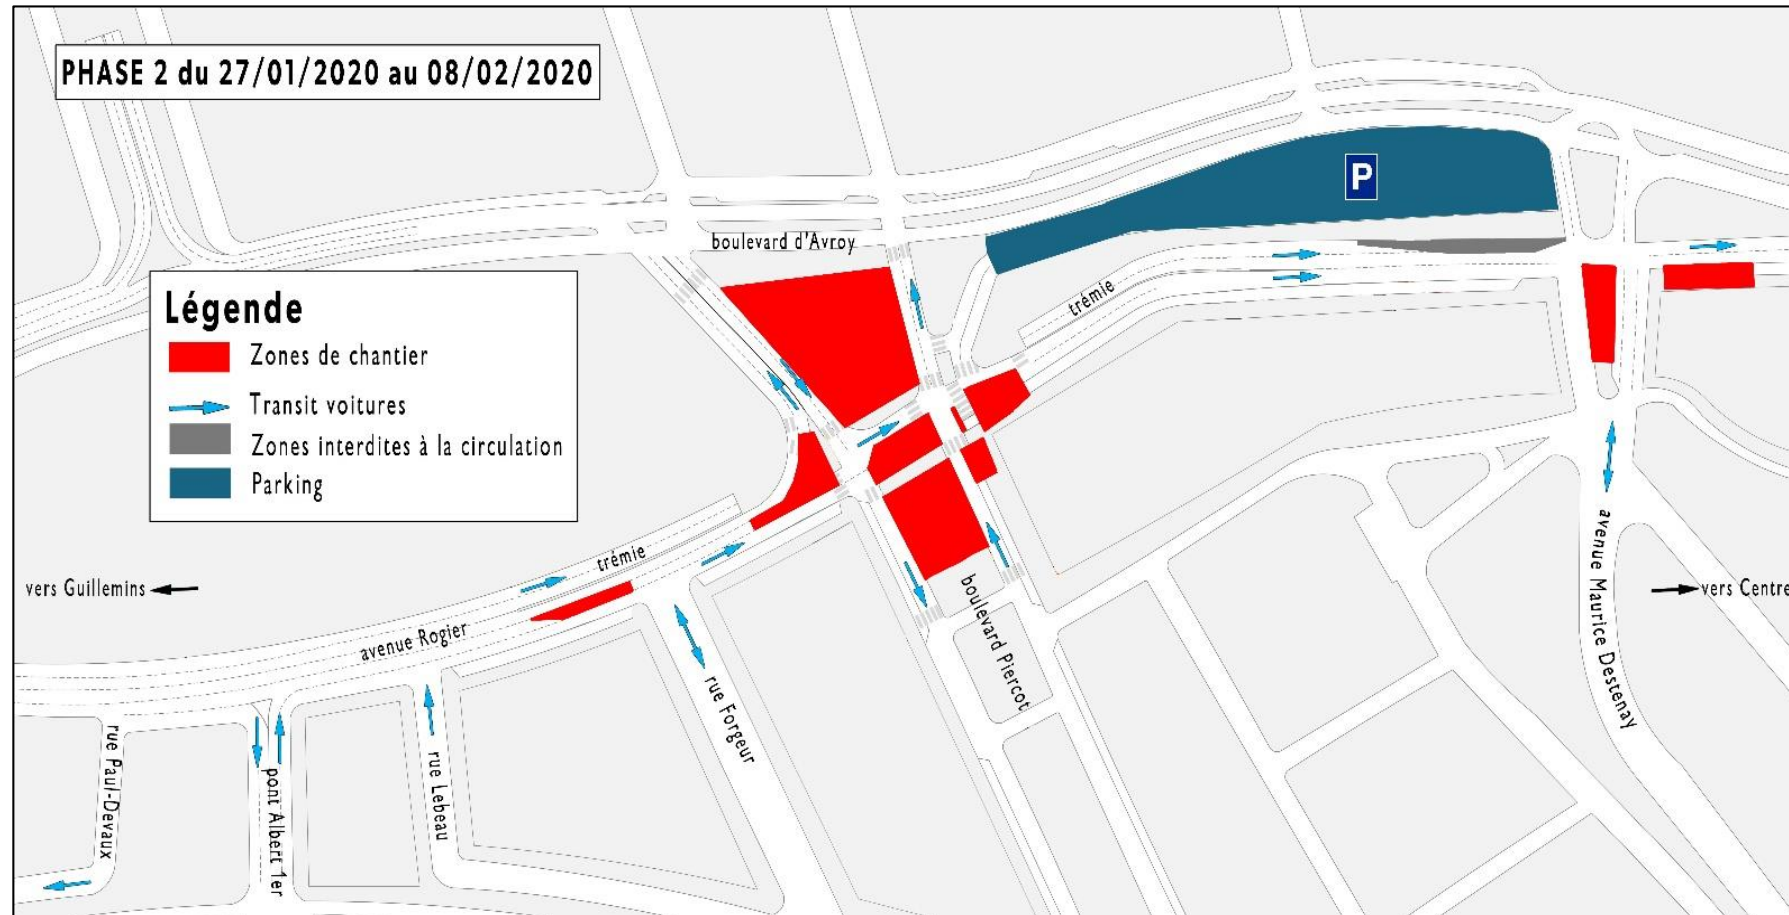 PHASE 2 du 27/01/2020 au 08/02/2020
P
boulevard d'Avroy
Légende
Zones de chantier
Transit voitures
Zones interdites à la circulation
Parking
trémie
trémie
vers Guillemins
avenue Rogier
boulevard Piercot
avenue Maurice Destenay
vers Centre
rue Paul-Devaux
pont Albert 1er
rue Lebeau
rue Forgeur